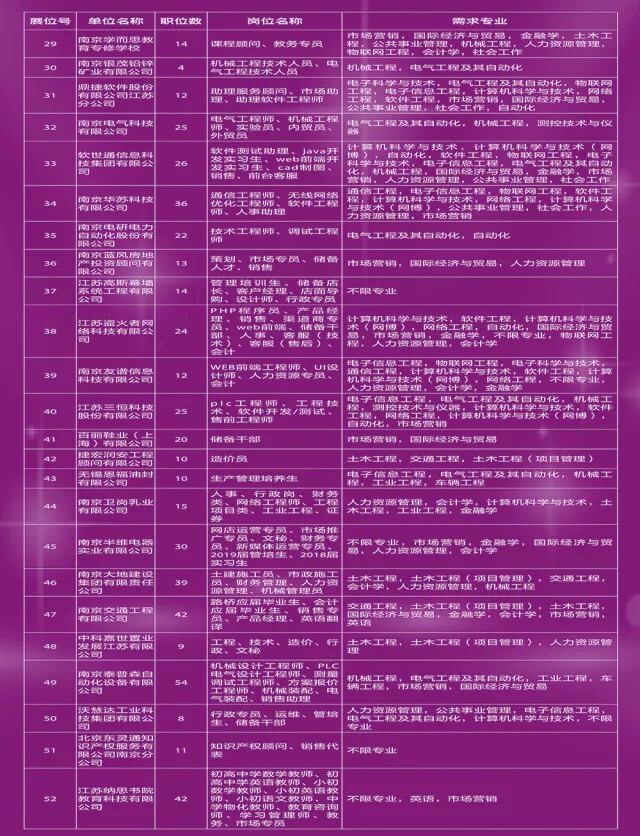 展位号 单位名称 职位数 岗位名称 需求专业
29 南京学而思教育专修学校 14 课程顾问、教务专员 市场营销，国际经济与贸易，金融学，土木工程，公共事业管理，机械工程，人力资源管理，物联网工程，会计学，社会工作
30 南京银茂铅锌矿业有限公司 4 机械工程技术人员、电气工程技术人员 机械工程，电气工程及其自动化
31 鼎捷软件股份有限公司江苏分公司 12 助理服务顾问、市场助理、助理软件工程师 电子科学与技术，电气工程及其自动化，物联网工程，电子信息工程，计算机科学与技术，网络工程，软件工程，市场营销，国际经济与贸易，公共事业管理，社会工作，自动化
32 南京电气科技有限公司 25 电气工程师、机械工程师、实验员、内贸员、外贸员 电气工程及其自动化，机械工程，测控技术与仪器
33 软世通信息科技集团有限公司 26 软件测试助理、java开发实习生、web前端开发实习生、cad制图、销售、前台客服 计算机科学与技术，计算机科学与技术（网博），自动化，软件工程，物联网工程，电子科学与技术，电子信息工程，电气工程及其自动化，机械工程，国际经济与贸易，金融学，市场营销，人力资源管理，公共事业管理，社会工作
34 南京华苏科技有限公司 36 通信工程师、无线网络优化工程师、软件工程师、人事助理 通信工程，电子信息工程，物联网工程，软件工程，计算机科学与技术，网络工程，计算机科学与技术（网博），公共事业管理，社会工作，人力资源管理，市场营销
35 南京电研电力自动化股份有限公司 22 技术工程师、调试工程师 电气工程及其自动化，自动化
36 南京蓝风房地产投资顾问有限公司 13 策划、市场专员、储备人才、销售 市场营销，国际经济与贸易，人力资源管理
37 江苏高斯幕墙系统工程有限公司 14 管理培训生、储备店长、客户经理、店面导购、设计师、行政专员 不限专业
38 江苏盗火者网络科技有限公司 24 PHP程序员、产品经理、销售、渠道商专员、web前端、储备干部、人事、客服（技术）、客服（售后）、会计 计算机科学与技术，软件工程，计算机科学与技术（网博），网络工程，自动化，国际经济与贸易，市场营销，金融学，不限专业，物联网工程，人力资源管理，会计学
39 南京友谱信息科技有限公司 12 WEB前端工程师、UI设计师、人力资源专员、会计 电子信息工程，物联网工程，电子科学与技术，通信工程，计算机科学与技术，软件工程，计算机科学与技术（网博），网络工程，不限专业，人力资源管理，会计学，金融学
40 江苏三恒科技股份有限公司 25 plc工程师、工程技术、软件开发/测试、售前工程师 电子信息工程，电气工程及其自动化，机械工程，测控技术与仪器，计算机科学与技术，软件工程，网络工程，计算机科学与技术（网博），自动化，市场营销
41 百丽鞋业（上海）有限公司 20 储备干部 市场营销，国际经济与贸易
42 捷宏润安工程顾问有限公司 10 造价员 土木工程，交通工程，土木工程（项目管理）
43 无锡恩福油封有限公司 10 生产管理培养生 电子信息工程，电气工程及其自动化，机械工程，工业工程，车辆工程
44 南京卫岗乳业有限公司 15 人事、行政岗、财务类、网络工程师、工程项目类、工业工程、证券 人力资源管理，会计学，计算机科学与技术，土木工程，工业工程，金融学
45 南京半维电器实业有限公司 30 网店运营专员、市场推广专员、文秘、财务专员、新媒体运营专员、2019届管培生、2018届实习生 不限专业，市场营销，金融学，国际经济与贸易，人力资源管理，会计学
46 南京大地建设集团有限责任公司 39 土建施工员、市政施工员、财务管理、人力资源管理、机械管理员 土木工程，土木工程（项目管理），交通工程，会计学，人力资源管理，机械工程
47 南京交通工程有限公司 42 路桥应届毕业生、会计应届毕业生、销售专员、产品经理、英语翻译 交通工程，土木工程（项目管理），土木工程，国际经济与贸易，金融学，会计学，市场营销，英语
48 中科嘉世置业发展江苏有限公司 9 工程、技术、造价、行政、文秘 土木工程，土木工程（项目管理），人力资源管理
49 南京泰普森自动化设备有限公司 54 机械设计工程师、PLC电气设计工程师、测量调试工程师、方案报价工程师、机械装配、电气装配、销售助理 机械工程，电气工程及其自动化，工业工程，车辆工程，市场营销，国际经济与贸易
50 沃慧达工业科技集团有限公司 8 行政专员、运维、管培生、储备干部 人力资源管理，公共事业管理，电子信息工程，电气工程及其自动化，计算机科学与技术，不限专业
51 北京东灵通知识产权服务有限公司南京分公司 11 知识产权顾问、销售代表 不限专业
52 江苏纳思书院教育科技有限公司 42 初高中数学教师、初高中学英语教师、小初数学教师、小初英语教师、小初语文教师、中学物化教师、教育咨询师、学习管理师、教务、市场专员 不限专业，英语，市场营销